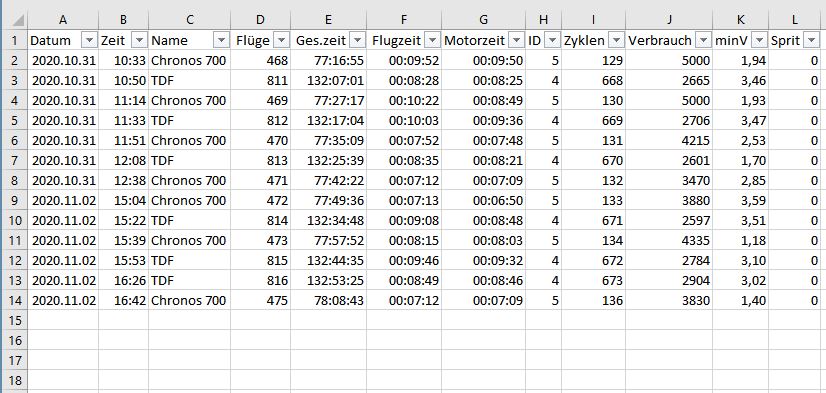 A B C D E F G H I J K L
1 Datum Zeit Name Flüge Ges.zeit Flugzeit Motorzeit ID Zyklen Verbrauch minV Sprit
2 2020.10.31 10:33 Chronos 700 468 77:16:55 00:09:52 00:09:50 5 129 5000 1,94 0
3 2020.10.31 10:50 TDF 811 132:07:01 00:08:28 00:08:25 4 668 2665 3,46 0
4 2020.10.31 11:14 Chronos 700 469 77:27:17 00:10:22 00:08:49 5 130 5000 1,93 0
5 2020.10.31 11:33 TDF 812 132:17:04 00:10:03 00:09:36 4 669 2706 3,47 0
6 2020.10.31 11:51 Chronos 700 470 77:35:09 00:07:52 00:07:48 5 131 4215 2,53 0
7 2020.10.31 12:08 TDF 813 132:25:39 00:08:35 00:08:21 4 670 2601 1,70 0
8 2020.10.31 12:38 Chronos 700 471 77:42:22 00:07:12 00:07:09 5 132 3470 2,85 0
9 2020.11.02 15:04 Chronos 700 472 77:49:36 00:07:13 00:06:50 5 133 3880 3,59 0
10 2020.11.02 15:22 TDF 814 132:34:48 00:09:08 00:08:48 4 671 2597 3,51 0
11 2020.11.02 15:39 Chronos 700 473 77:57:52 00:08:15 00:08:03 5 134 4335 1,18 0
12 2020.11.02 15:53 TDF 815 132:44:35 00:09:46 00:09:32 4 672 2784 3,10 0
13 2020.11.02 16:26 TDF 816 132:53:25 00:08:49 00:08:46 4 673 2904 3,02 0
14 2020.11.02 16:42 Chronos 700 475 78:08:43 00:07:12 00:07:09 5 136 3830 1,40 0
15
16
17
18